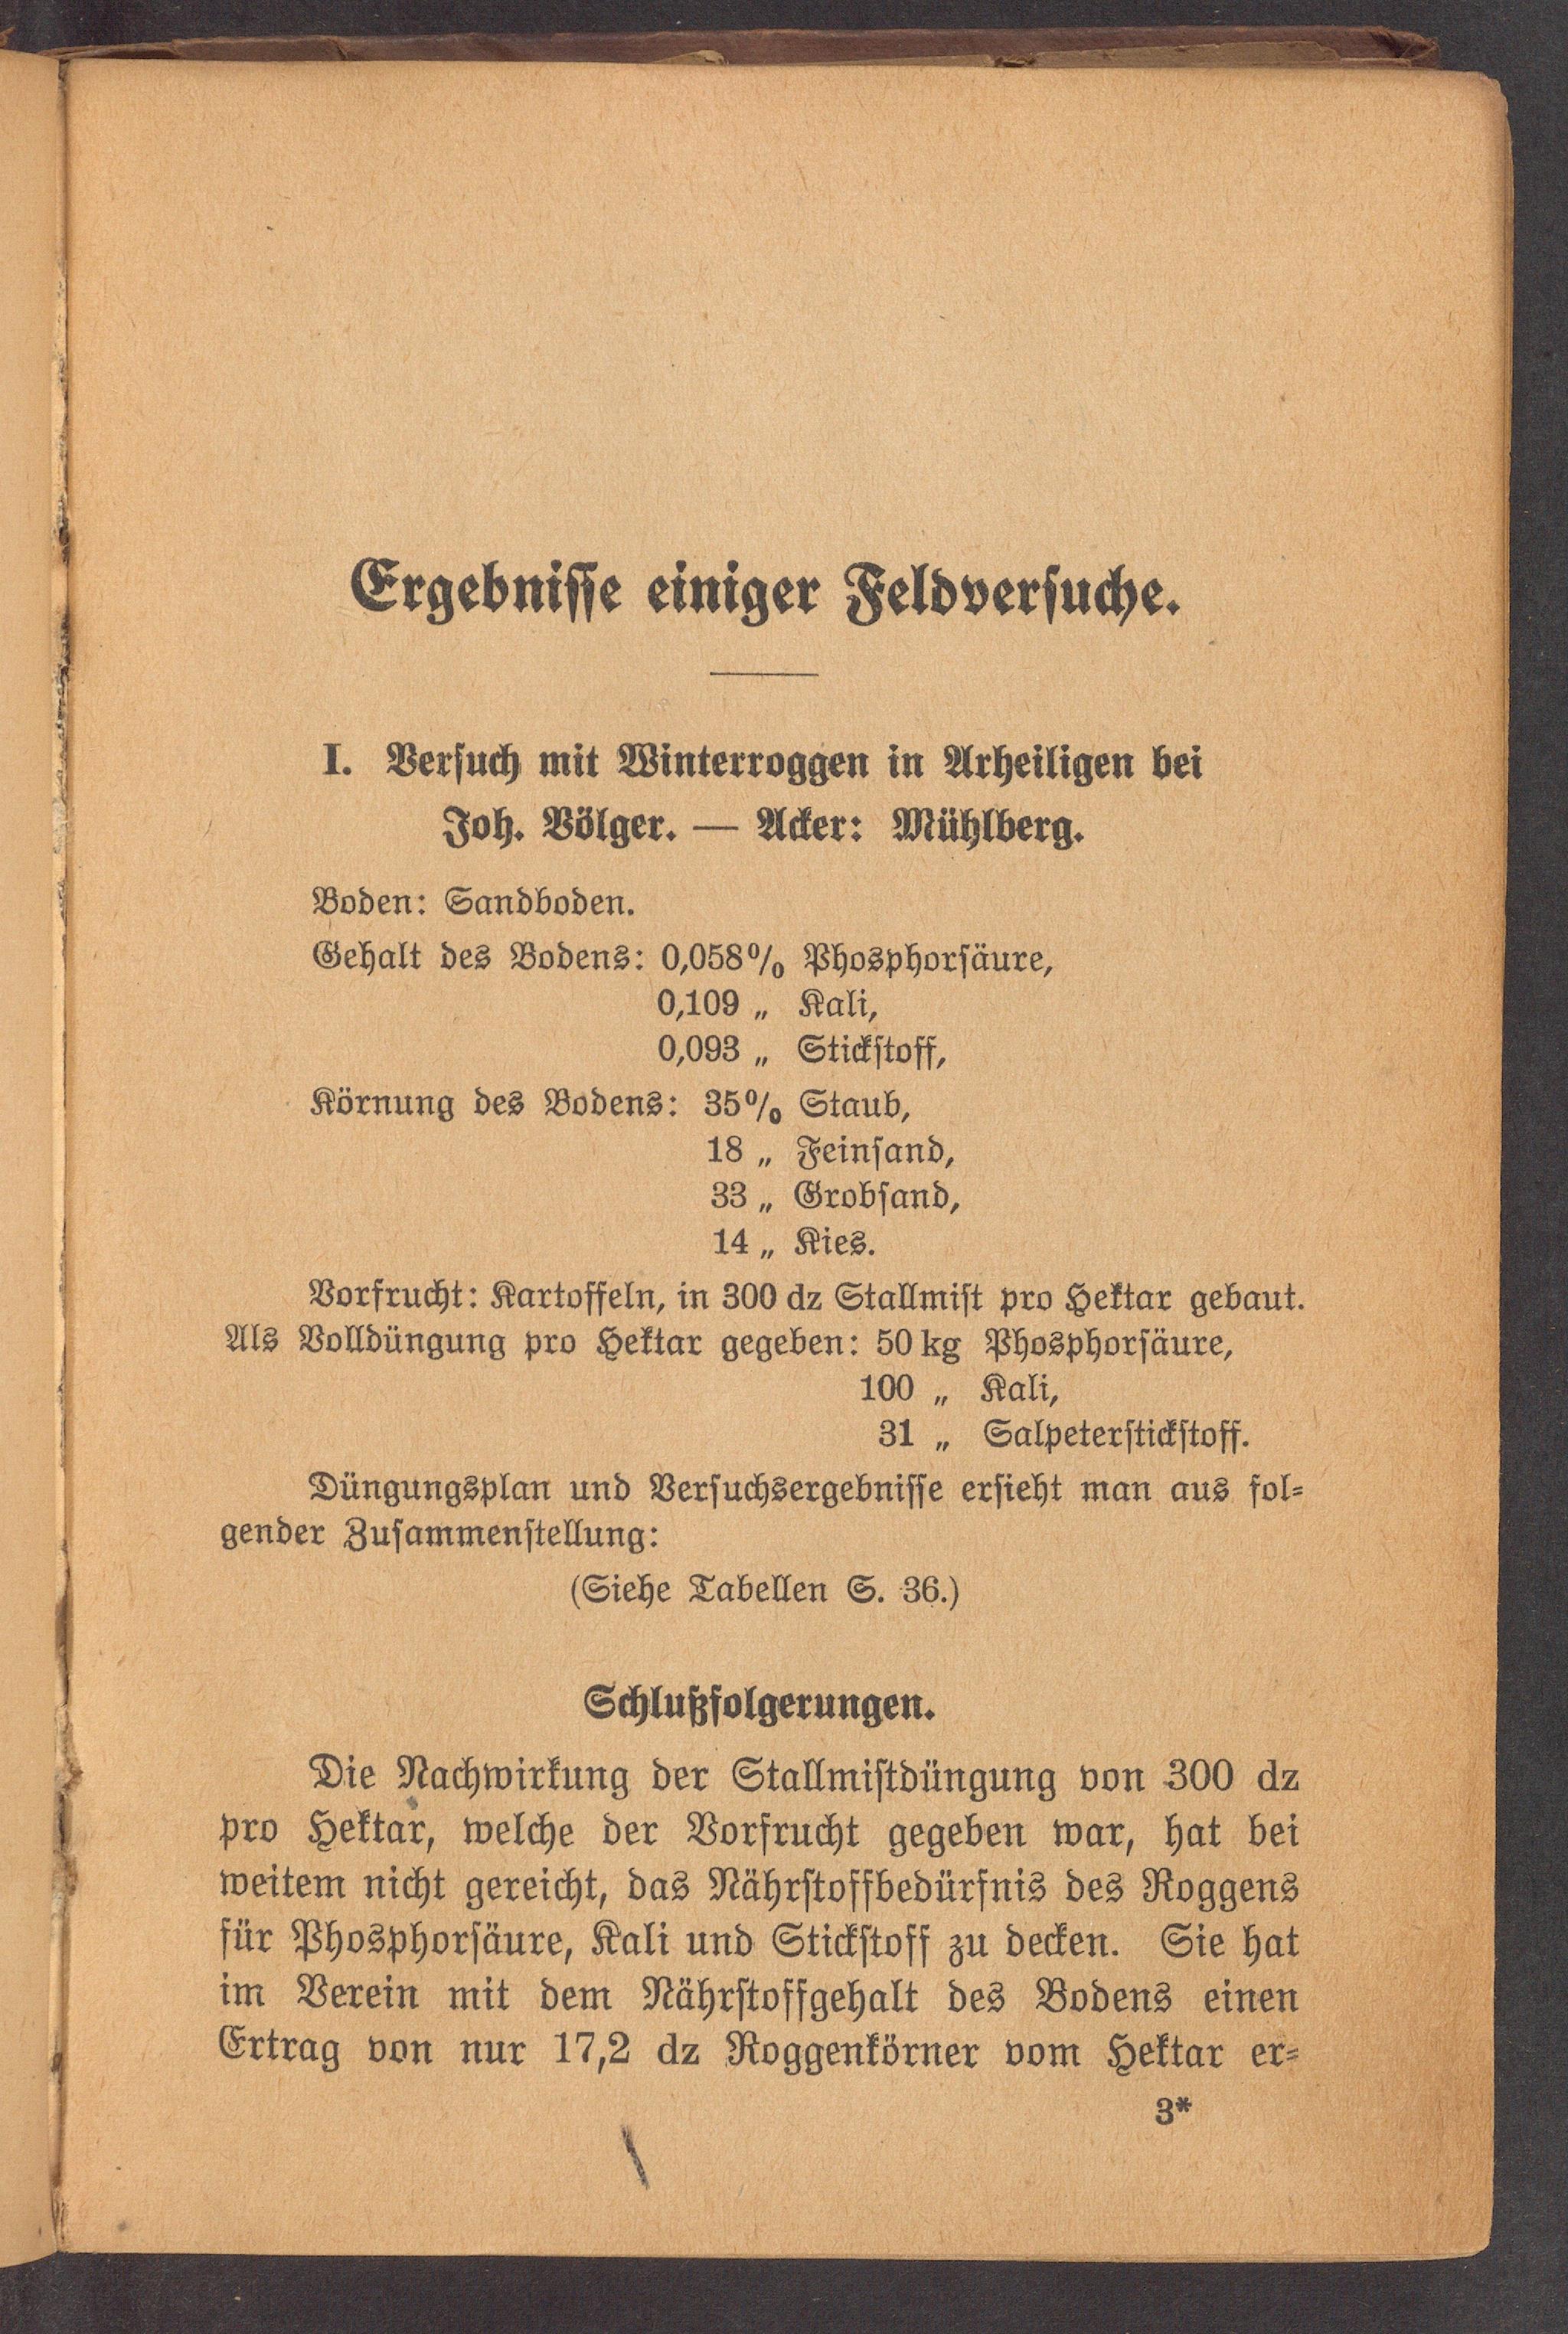 Ergebnisse einiger Feldversuche.
I. Versuch mit Winterroggen in Arheiligen bei
Joh. Völger. — Acker: Mühlberg.
Boden: Sandboden.
Gehalt des Bodens: 0,058% Phosphorsäure,
0,109 „ Kali,
0,093 „ Stickstoff,
Körnung des Bodens: 35% Staub,
18 „ Feinsand,
33 „ Grobsand,
14 „ Kies.
Vorfrucht: Kartoffeln, in 300 dz Stallmist pro Hektar gebaut.
Als Volldüngung pro Hektar gegeben: 50 kg Phosphorsäure,
100 „ Kali,
31 „ Salpeterstickstoff.
Düngungsplan und Versuchsergebnisse ersieht man aus fol-
gender Zusammenstellung:
(Siehe Tabellen S. 36.)
Schlußfolgerungen.
Die Nachwirkung der Stallmistdüngung von 300 dz
pro Hektar, welche der Vorfrucht gegeben war, hat bei
weitem nicht gereicht, das Nährstoffbedürfnis des Roggens
für Phosphorsäure, Kali und Stickstoff zu decken. Sie hat
im Verein mit dem Nährstoffgehalt des Bodens einen
Ertrag von nur 17,2 dz Roggenkörner vom Hektar er-
3*